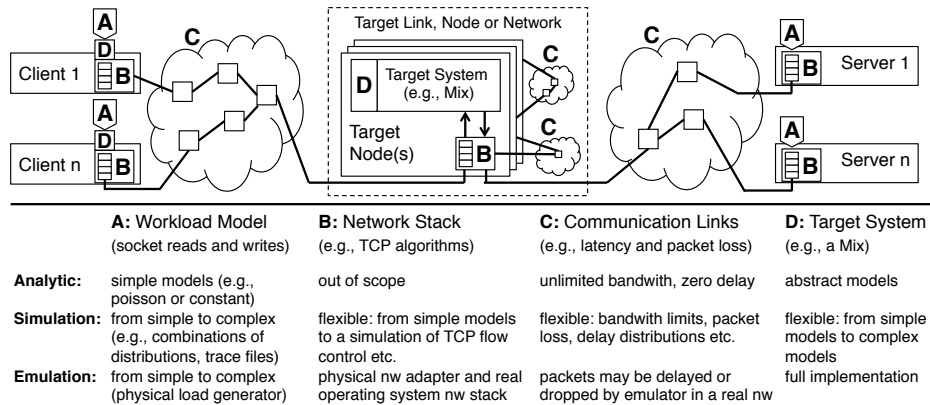 Target Link, Node or Network
A
D
Client 1
B
C
D
Target System
(e.g., Mix)
C
C
A
B
Server 1
A
D
Client n
B
Target
Node(s)
B
C
A
B
Server n
A: Workload Model
(socket reads and writes)
B: Network Stack
(e.g., TCP algorithms)
C: Communication Links
(e.g., latency and packet loss)
D: Target System
(e.g., a Mix)
Analytic:
simple models (e.g.,
poisson or constant)
out of scope
unlimited bandwith, zero delay
abstract models
Simulation:
from simple to complex
(e.g., combinations of
distributions, trace files)
flexible: from simple models
to a simulation of TCP flow
control etc.
flexible: bandwith limits, packet
loss, delay distributions etc.
flexible: from simple
models to complex
models
Emulation:
from simple to complex
(physical load generator)
physical nw adapter and real
operating system nw stack
packets may be delayed or
dropped by emulator in a real nw
full implementation